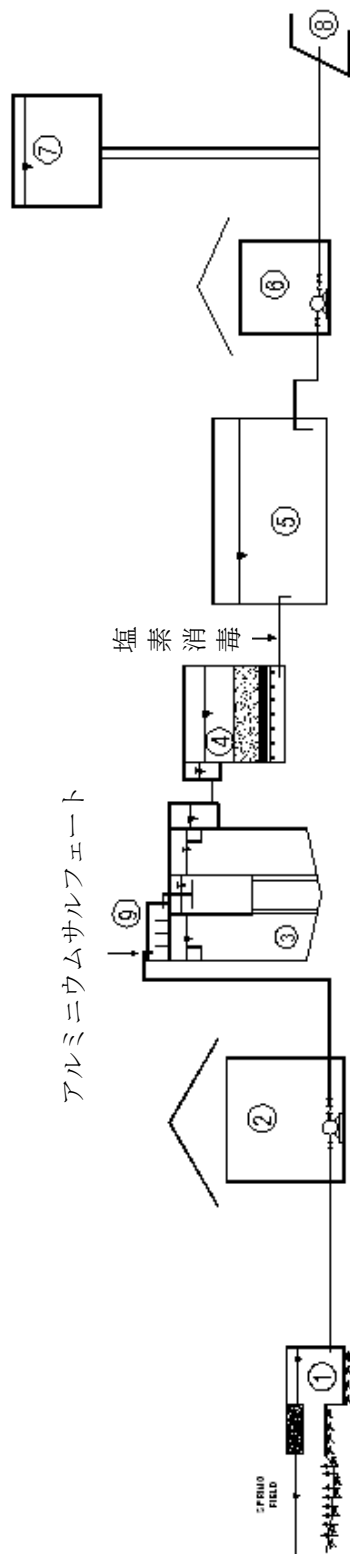 SPRING
FIELD
①
②
アルミニウムサルフェート
⑨
③
④
塩素消毒
⑤
⑥
⑦
⑧